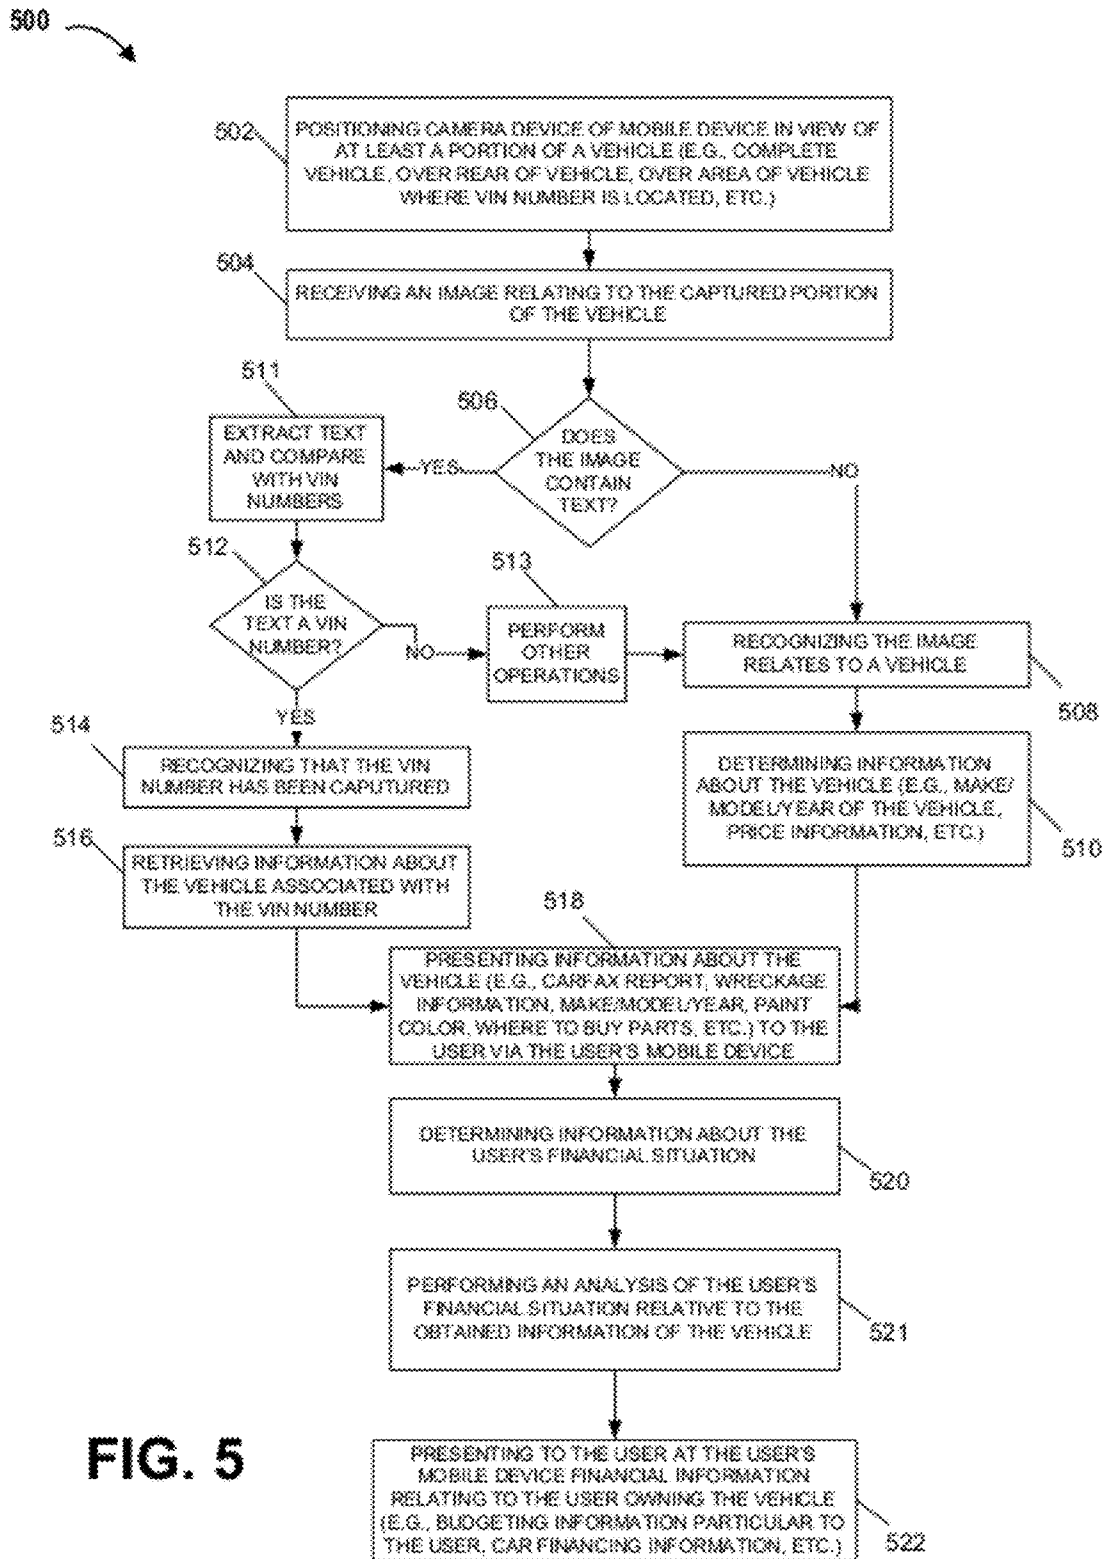 500
502
POSITIONING CAMERA DEVICE OF MOBILE DEVICE IN VIEW OF
AT LEAST A PORTION OF A VEHICLE (E.G., COMPLETE
VEHICLE, OVER REAR OF VEHICLE, OVER AREA OF VEHICLE
WHERE VIN NUMBER IS LOCATED, ETC.)
504
RECEIVING AN IMAGE RELATING TO THE CAPTURED PORTION
OF THE VEHICLE
511
EXTRACT TEXT
AND COMPARE
WITH VIN
NUMBERS
506
DOES
THE IMAGE
CONTAIN
TEXT?
YES
NO
512
IS THE
TEXT A VIN
NUMBER?
NO
YES
513
PERFORM
OTHER
OPERATIONS
RECOGNIZING THE IMAGE
RELATES TO A VEHICLE
508
514
RECOGNIZING THAT THE VIN
NUMBER HAS BEEN CAPUTURED
DETERMINING INFORMATION
ABOUT THE VEHICLE (E.G., MAKE/
MODEL/YEAR OF THE VEHICLE,
PRICE INFORMATION, ETC.)
510
516
RETRIEVING INFORMATION ABOUT
THE VEHICLE ASSOCIATED WITH
THE VIN NUMBER
518
PRESENTING INFORMATION ABOUT THE
VEHICLE (E.G., CARFAX REPORT, WRECKAGE
INFORMATION, MAKE/MODEL/YEAR, PAINT
COLOR, WHERE TO BUY PARTS, ETC.) TO THE
USER VIA THE USER'S MOBILE DEVICE
DETERMINING INFORMATION ABOUT THE
USER'S FINANCIAL SITUATION
520
PERFORMING AN ANALYSIS OF THE USER'S
FINANCIAL SITUATION RELATIVE TO THE
OBTAINED INFORMATION OF THE VEHICLE
521
FIG. 5
PRESENTING TO THE USER AT THE USER'S
MOBILE DEVICE FINANCIAL INFORMATION
RELATING TO THE USER OWNING THE VEHICLE
(E.G., BUDGETING INFORMATION PARTICULAR TO
THE USER, CAR FINANCING INFORMATION, ETC.)
522